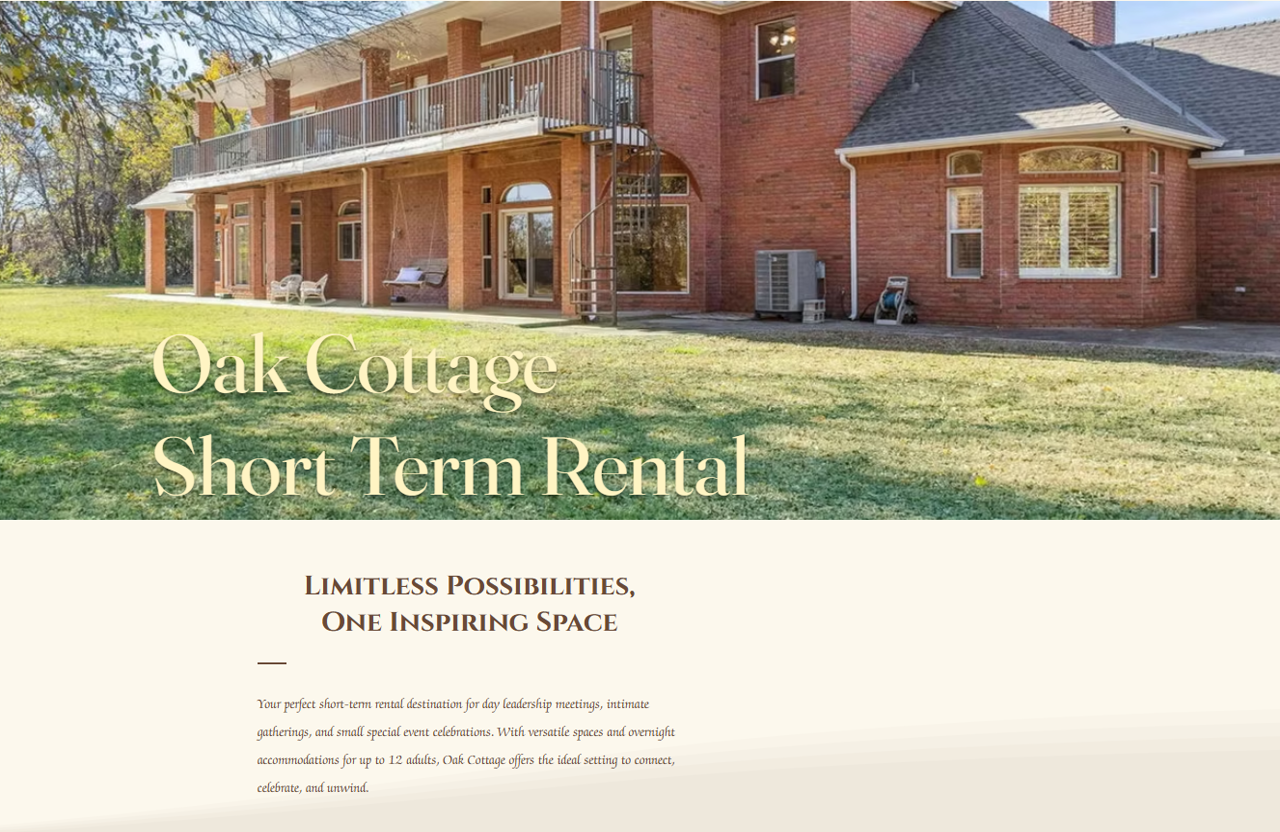 Oak Cottage
Short Term Rental
Limitless Possibilities,
One Inspiring Space
Your perfect short-term rental destination for day leadership meetings, intimate
gatherings, and small special event celebrations. With versatile spaces and overnight
accommodations for up to 12 adults, Oak Cottage offers the ideal setting to connect,
celebrate, and unwind.